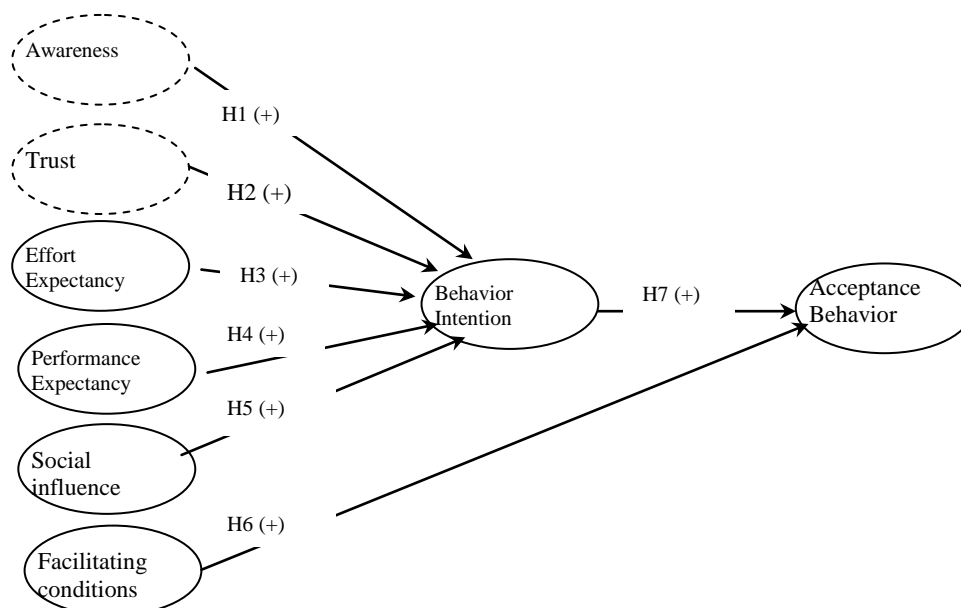 Awareness
H1 (+)
Trust
H2 (+)
Effort
Expectancy
H3 (+)
Behavior
Intention
H7 (+)
Acceptance
Behavior
H4 (+)
Performance
Expectancy
H5 (+)
Social
influence
H6 (+)
Facilitating
conditions